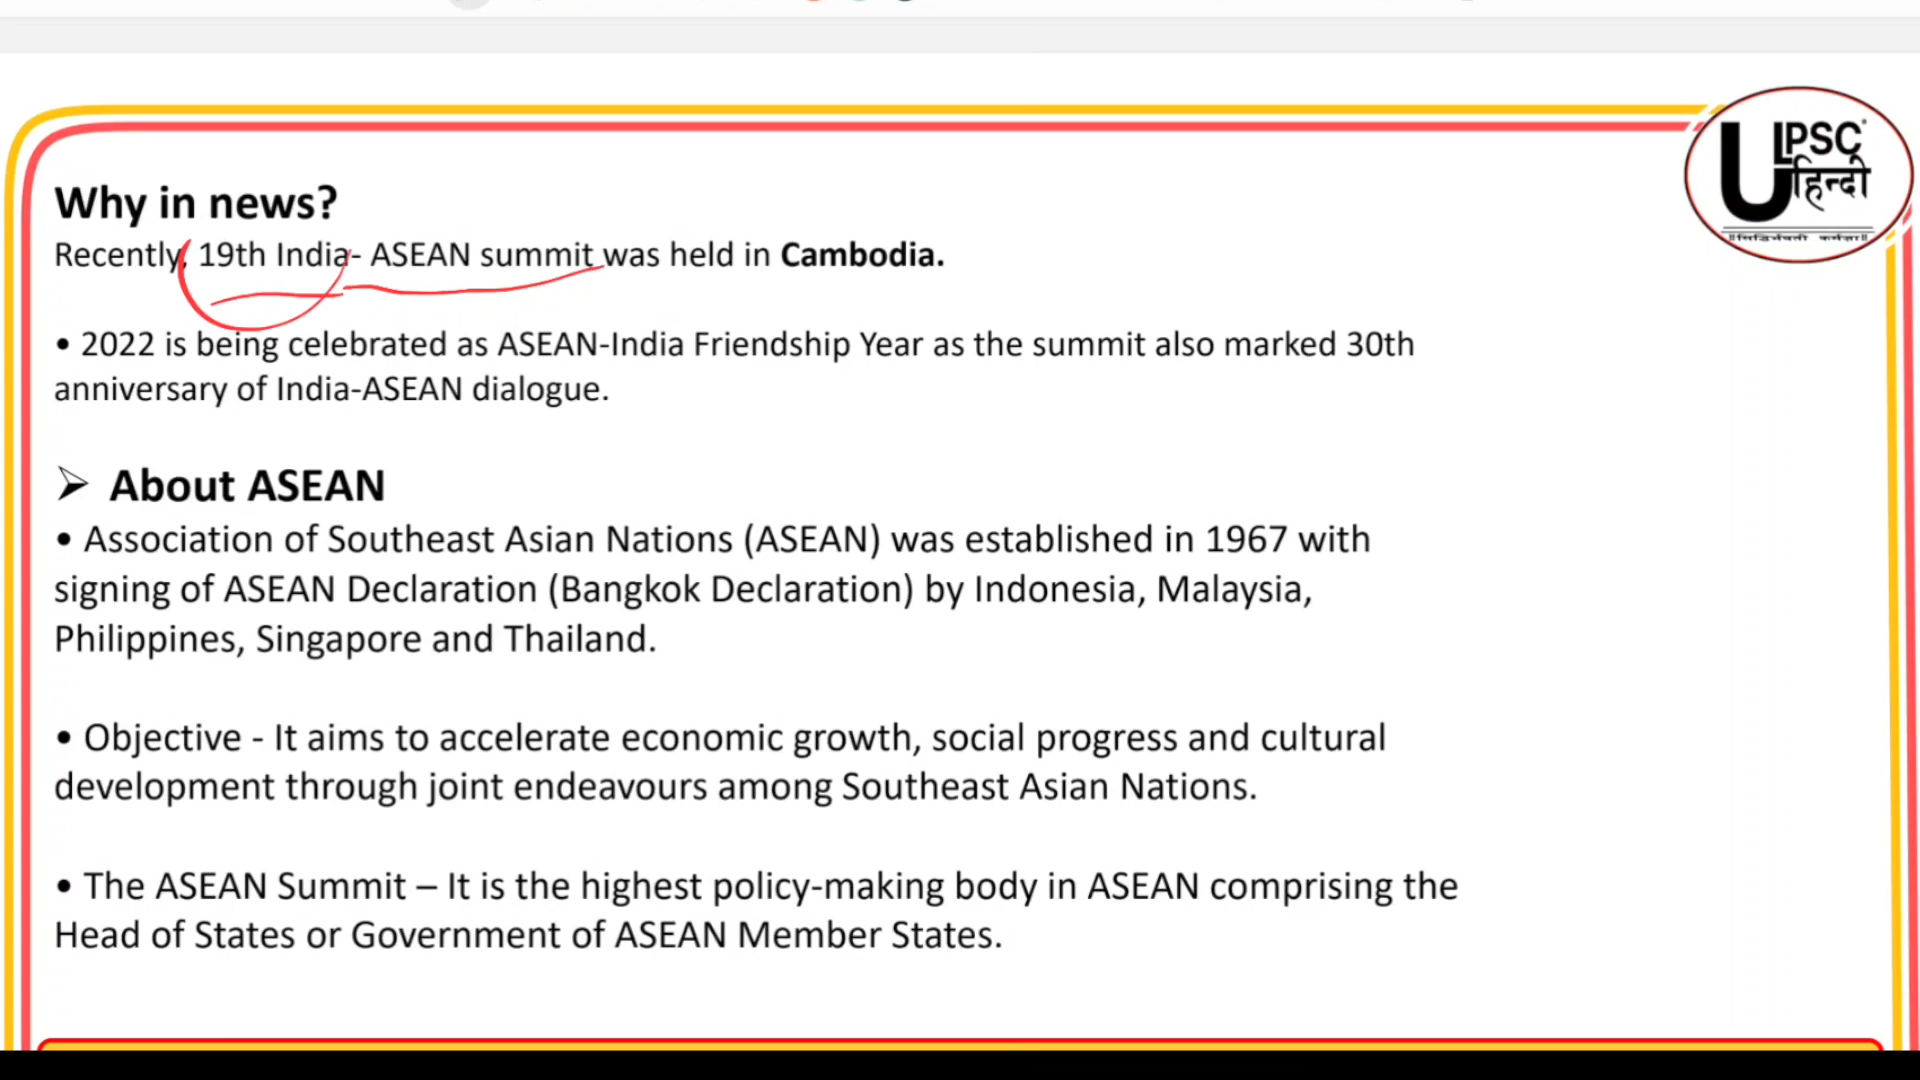 Why in news?
Recently, 19th India- ASEAN summit was held in Cambodia.
• 2022 is being celebrated as ASEAN-India Friendship Year as the summit also marked 30th
anniversary of India-ASEAN dialogue.
➢ About ASEAN
• Association of Southeast Asian Nations (ASEAN) was established in 1967 with
signing of ASEAN Declaration (Bangkok Declaration) by Indonesia, Malaysia,
Philippines, Singapore and Thailand.
• Objective - It aims to accelerate economic growth, social progress and cultural
development through joint endeavours among Southeast Asian Nations.
• The ASEAN Summit – It is the highest policy-making body in ASEAN comprising the
Head of States or Government of ASEAN Member States.
UPSC
हिन्दी